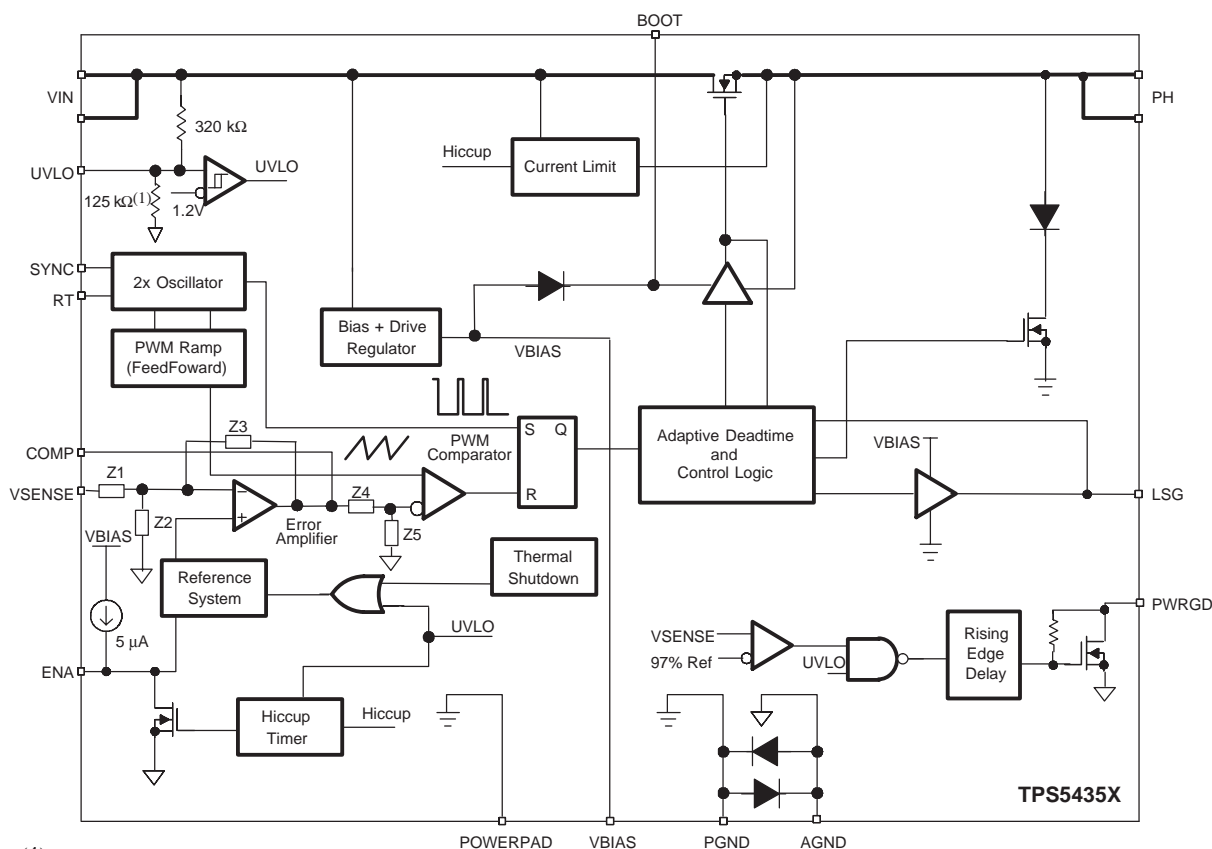 BOOT
VIN
PH
320 kΩ
Hiccup
Current Limit
UVLO
UVLO
125 kΩ(1)
1.2V
SYNC
RT
2x Oscillator
PWM Ramp
(FeedFoward)
Bias + Drive
Regulator
VBIAS
Z3
COMP
Z1
VSENSE
Z2
Error
Amplifier
Z4
Z5
PWM
Comparator
S Q
R
Adaptive Deadtime
and
Control Logic
VBIAS
LSG
VBIAS
5 μA
Reference
System
Thermal
Shutdown
UVLO
ENA
Hiccup
Timer
Hiccup
VSENSE
97% Ref
UVLO
Rising
Edge
Delay
PWRGD
TPS5435X
POWERPAD
VBIAS
PGND
AGND